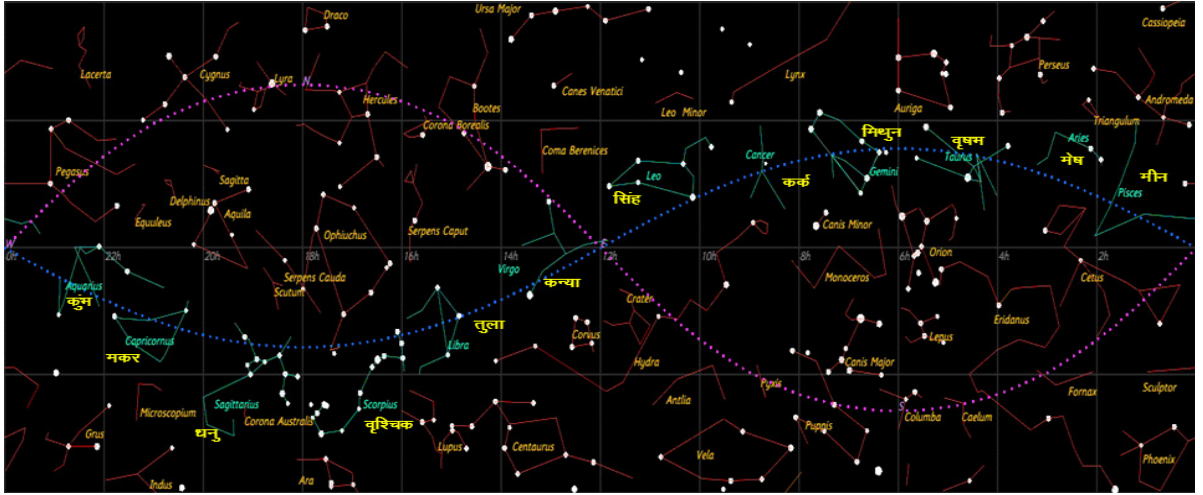 Draco
Ursa Major
Cassiopeia
Lacerta
Cygnus
Lyra
N
Hercules
Bootes
Canes Venatici
Leo Minor
Lynx
Auriga
Perseus
Andromeda
Triangulum
Corona Borealis
Coma Berenices
Cancer
कर्क
मिथुन
Gemini
वृषभ
Taurus
Aries
मेष
मीन
Pisces
Pegasus
Sagitta
Delphinus
Aquila
Equuleus
Ophiuchus
Serpens Caput
Leo
सिंह
Canis Minor
Orion
W
0h
22h
20h
18h
16h
14h
12h
10h
8h
6h
4h
2h
Virgo
कन्या
Monoceros
Cetus
Aquarius
कुंभ
Serpens Cauda
Scutum
Crater
Eridanus
Capricornus
मकर
तुला
Libra
Corvus
Hydra
Lepus
Canis Major
Sagittarius
धनु
Microscopium
Corona Australis
Scorpius
वृश्चिक
Antlia
Pyxis
Puppis
S
Columba
Caelum
Fornax
Sculptor
Grus
Lupus
Centaurus
Vela
Phoenix
Indus
Ara